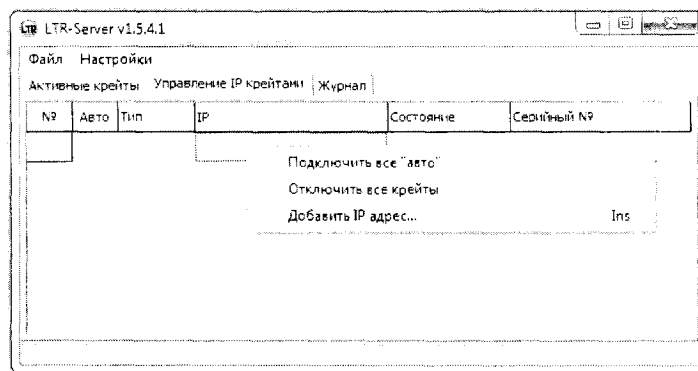 LTR LTR-Server v1.5.4.1
Файл Настройки
Активные крейты Управление IP крейтами Журнал
№ Авто Тип IP Состояние Серийный №
Подключить все "авто"
Отключить все крейты
Добавить IP адрес... Ins